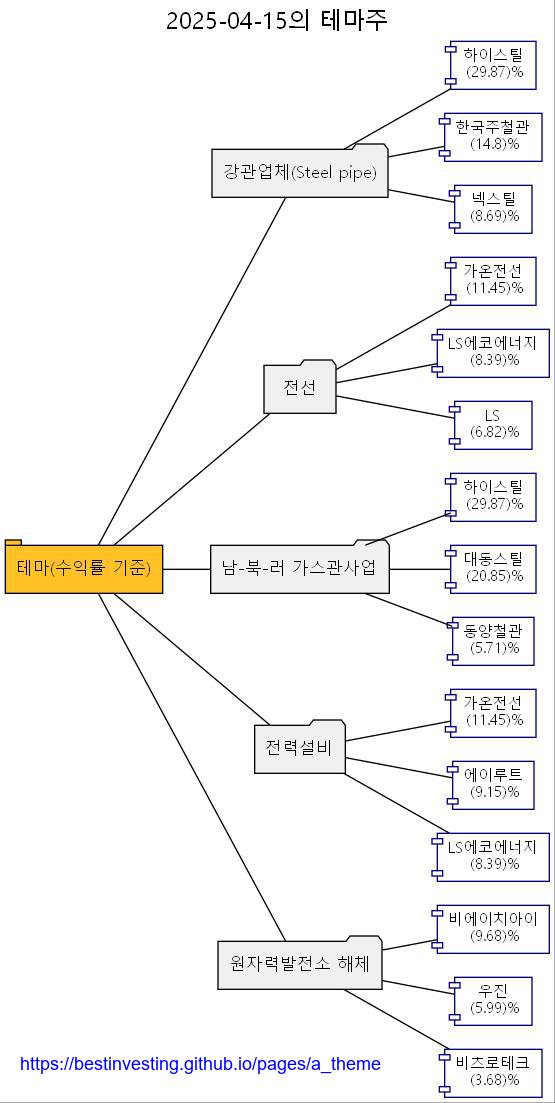 2025-04-15의 테마주
하이스틸
(29.87)%
한국주철관
(14.8)%
강관업체(Steel pipe)
넥스틸
(8.69)%
가온전선
(11.45)%
LS에코에너지
(8.39)%
전선
LS
(6.82)%
하이스틸
(29.87)%
테마(수익률 기준)
남-북-러 가스관사업
대동스틸
(20.85)%
동양철관
(5.71)%
가온전선
(11.45)%
전력설비
에이루트
(9.15)%
LS에코에너지
(8.39)%
비에이치아이
(9.68)%
원자력발전소 해체
우진
(5.99)%
비츠로테크
(3.68)%
https://bestinvesting.github.io/pages/a_theme